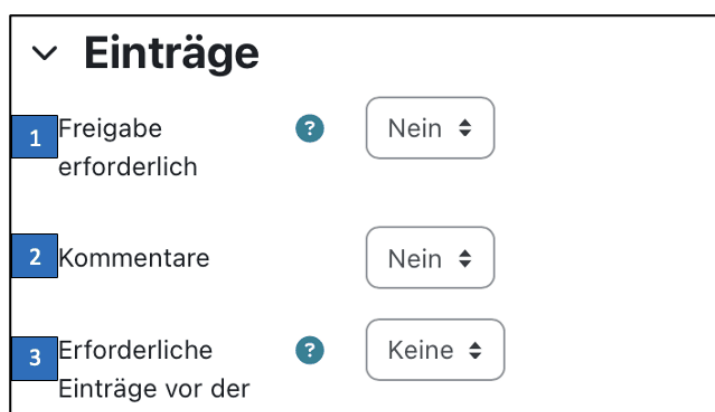 Einträge
1 Freigabe erforderlich ? Nein
2 Kommentare Nein
3 Erforderliche Einträge vor der ? Keine